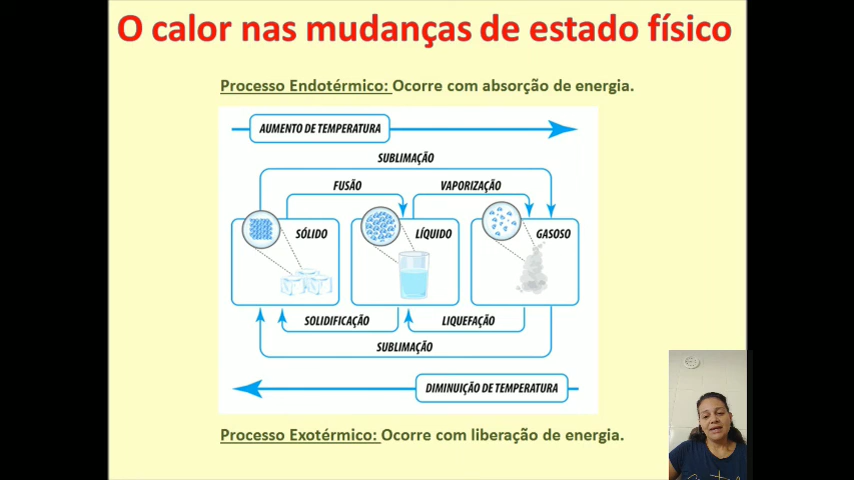 O calor nas mudanças de estado físico
Processo Endotérmico: Ocorre com absorção de energia.
AUMENTO DE TEMPERATURA
SUBLIMAÇÃO
FUSÃO
VAPORIZAÇÃO
SÓLIDO
LÍQUIDO
GASOSO
SOLIDIFICAÇÃO
LIQUEFAÇÃO
SUBLIMAÇÃO
DIMINUIÇÃO DE TEMPERATURA
Processo Exotérmico: Ocorre com liberação de energia.